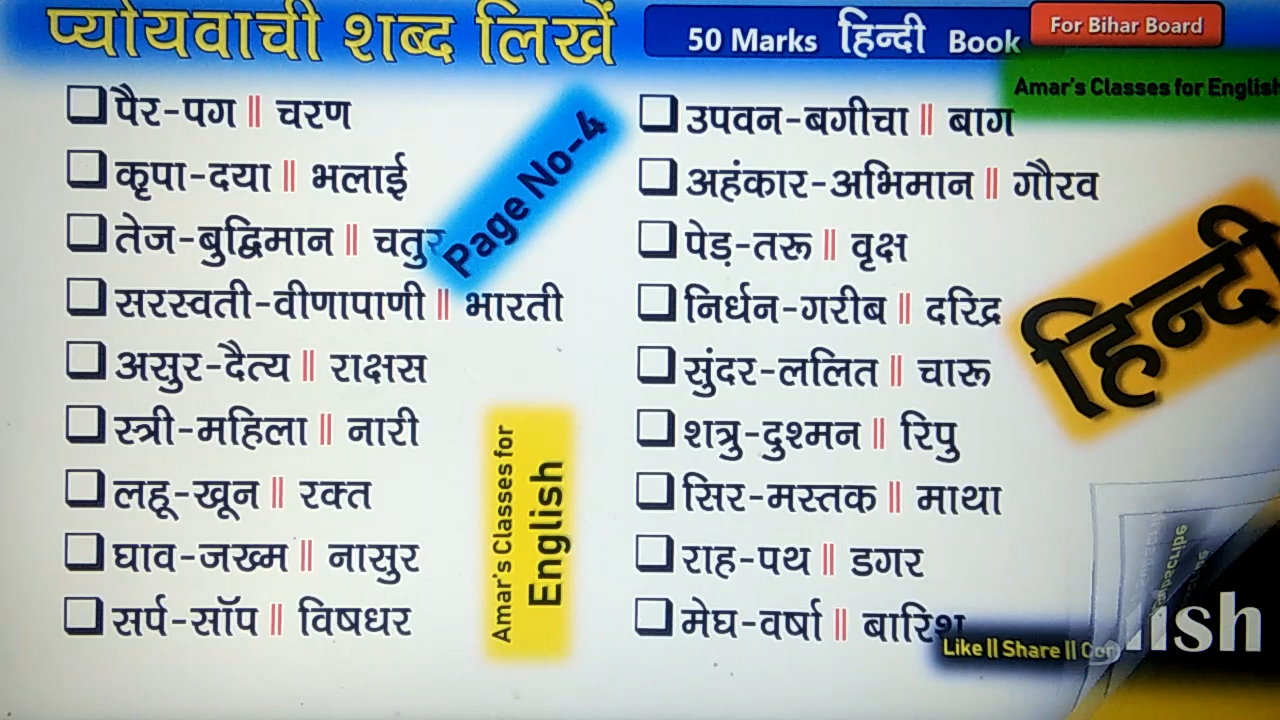 प्योयवाची शब्द लिखें
50 Marks हिन्दी Book
For Bihar Board
Amar's Classes for English
पैर-पग || चरण
कृपा-दया || भलाई
तेज-बुद्धिमान || चतुर
सरस्वती-वीणापाणी || भारती
असुर-दैत्य || राक्षस
स्त्री-महिला || नारी
लहू-खून || रक्त
घाव-जख्म || नासुर
सर्प-सॉप || विषधर
Page No-4
Amar's Classes for
English
उपवन-बगीचा || बाग
अहंकार-अभिमान || गौरव
पेड़-तरू || वृक्ष
निर्धन-गरीब || दरिद्र
सुंदर-ललित || चारू
शत्रु-दुश्मन || रिपु
सिर-मस्तक || माथा
राह-पथ || डगर
मेघ-वर्षा || बारिश
हिन्दी
Like || Share ||